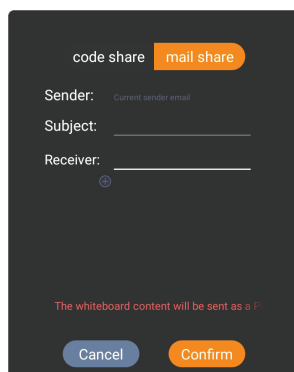 code share mail share
Sender: Current sender email
Subject:
Receiver:
The whiteboard content will be sent as a
Cancel Confirm